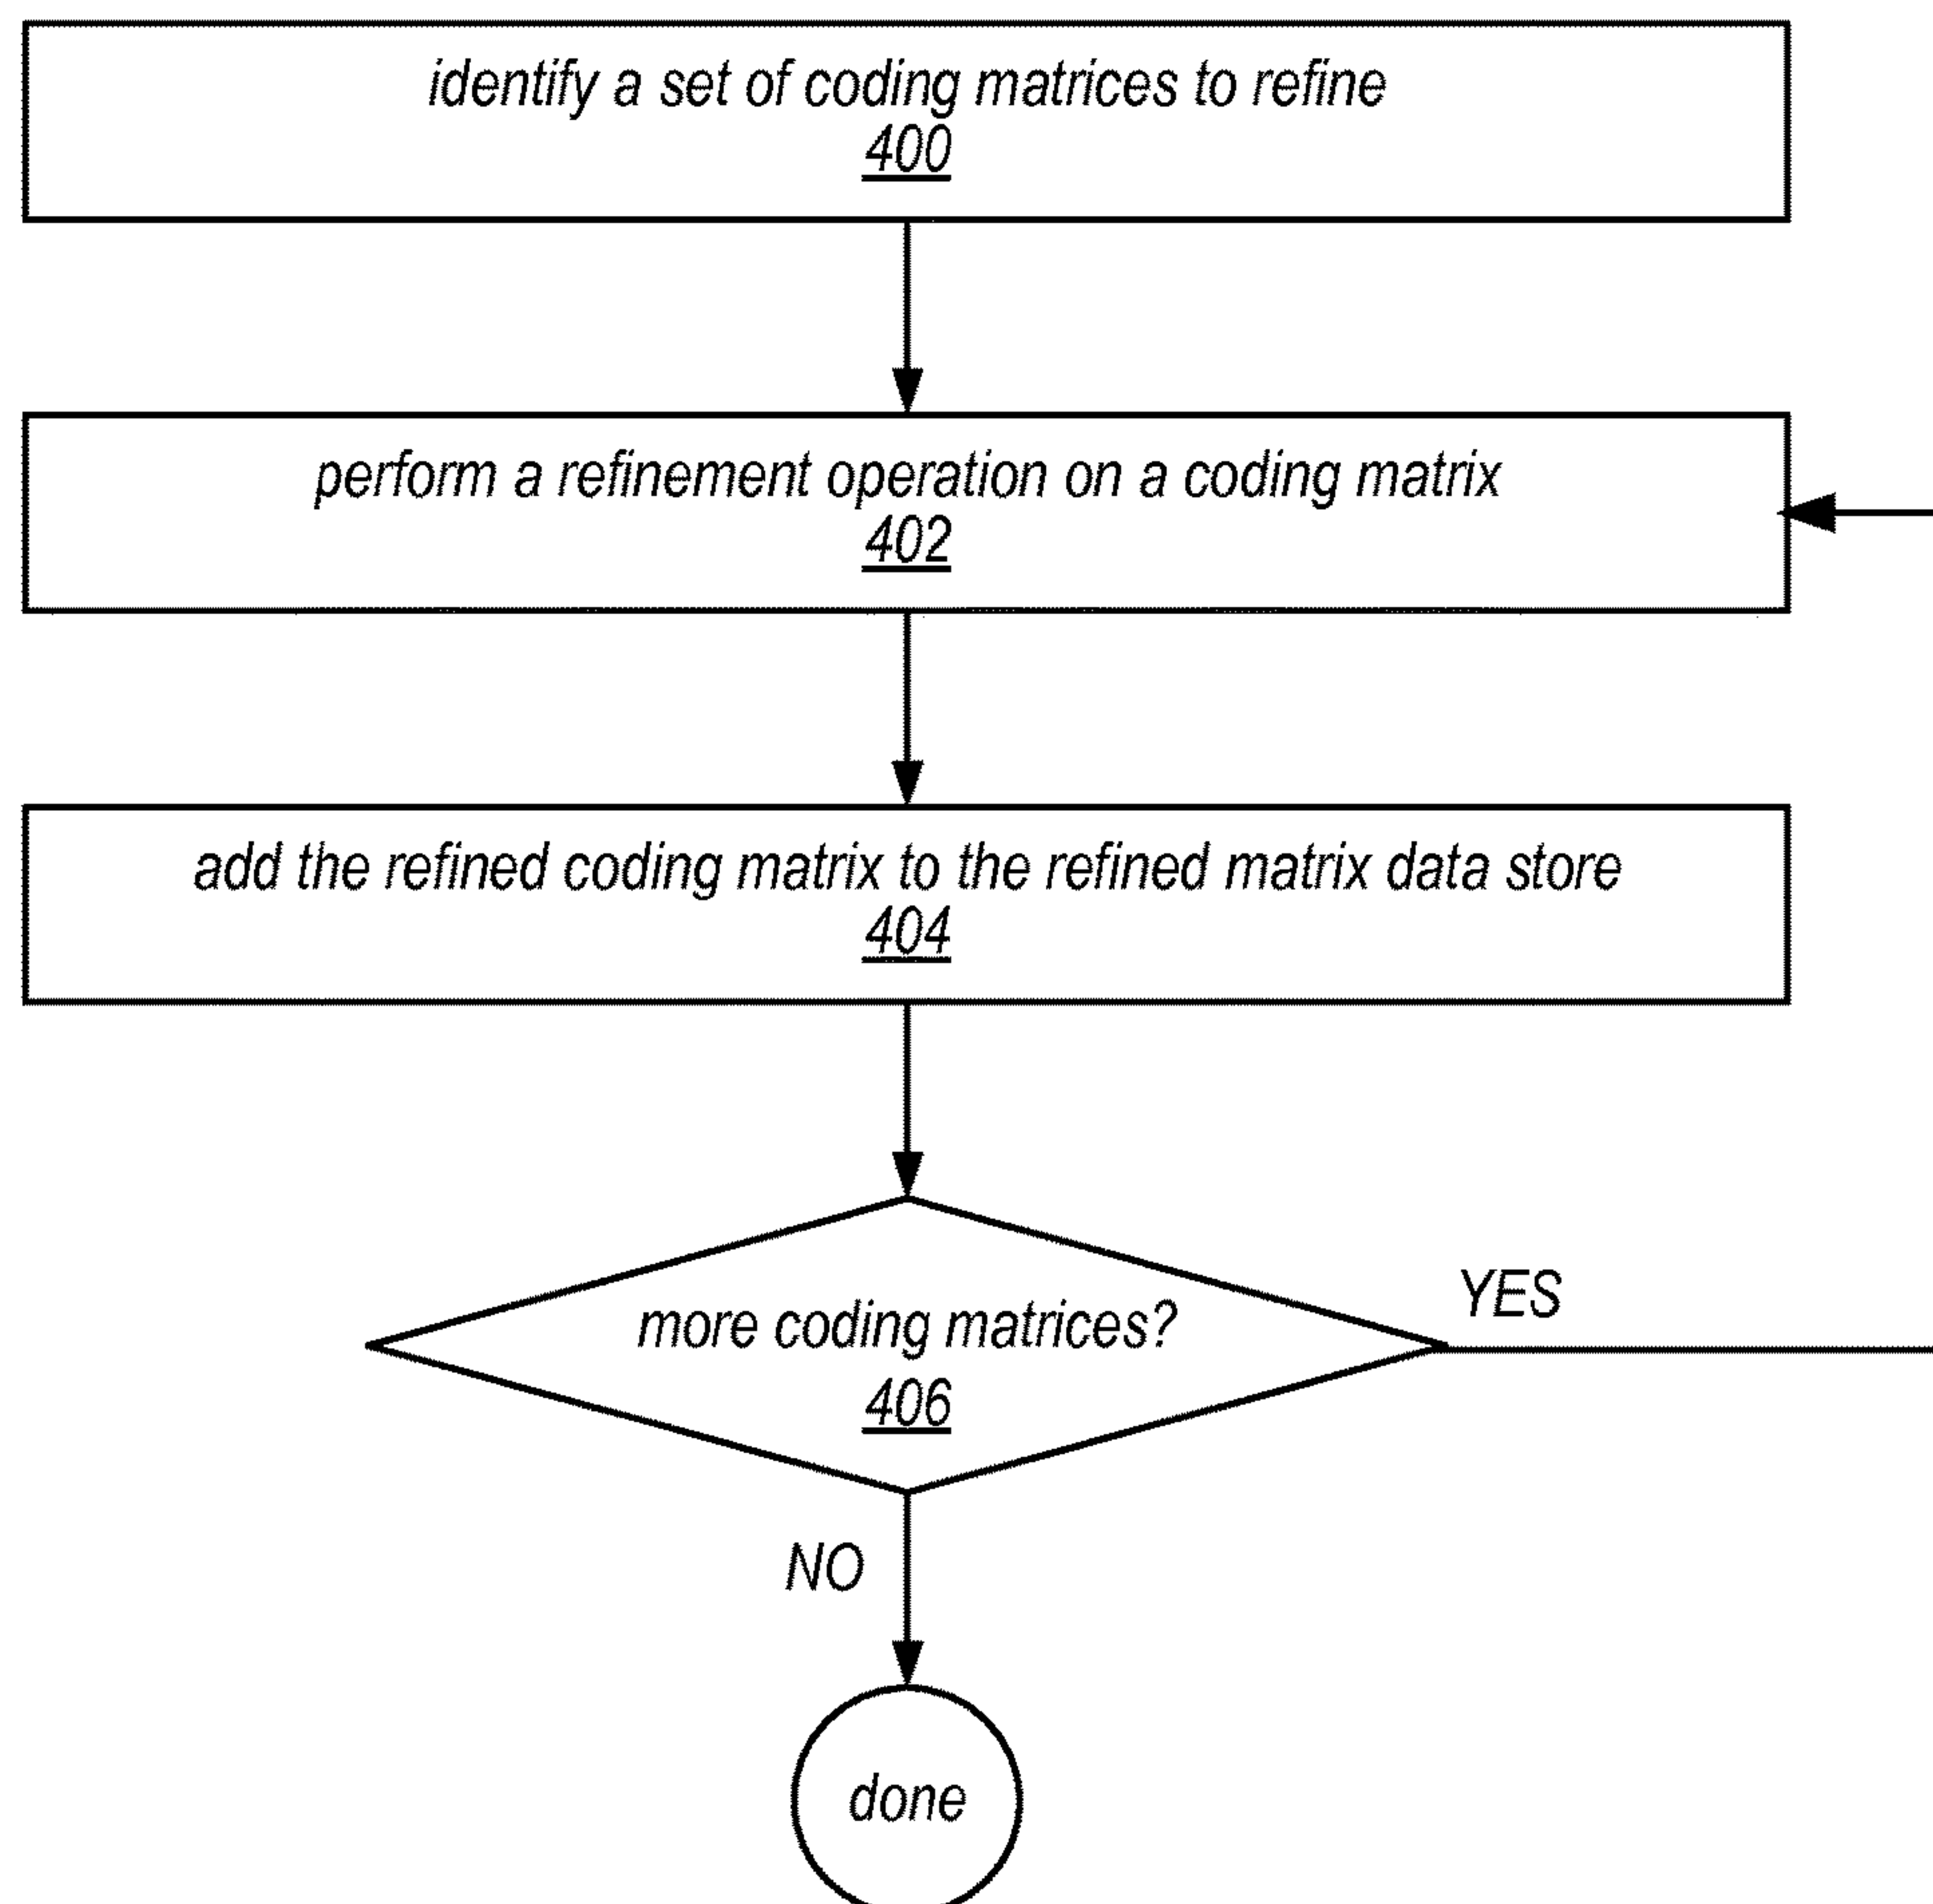 identify a set of coding matrices to refine
400
perform a refinement operation on a coding matrix
402
add the refined coding matrix to the refined matrix data store
404
more coding matrices?
406
YES
NO
done